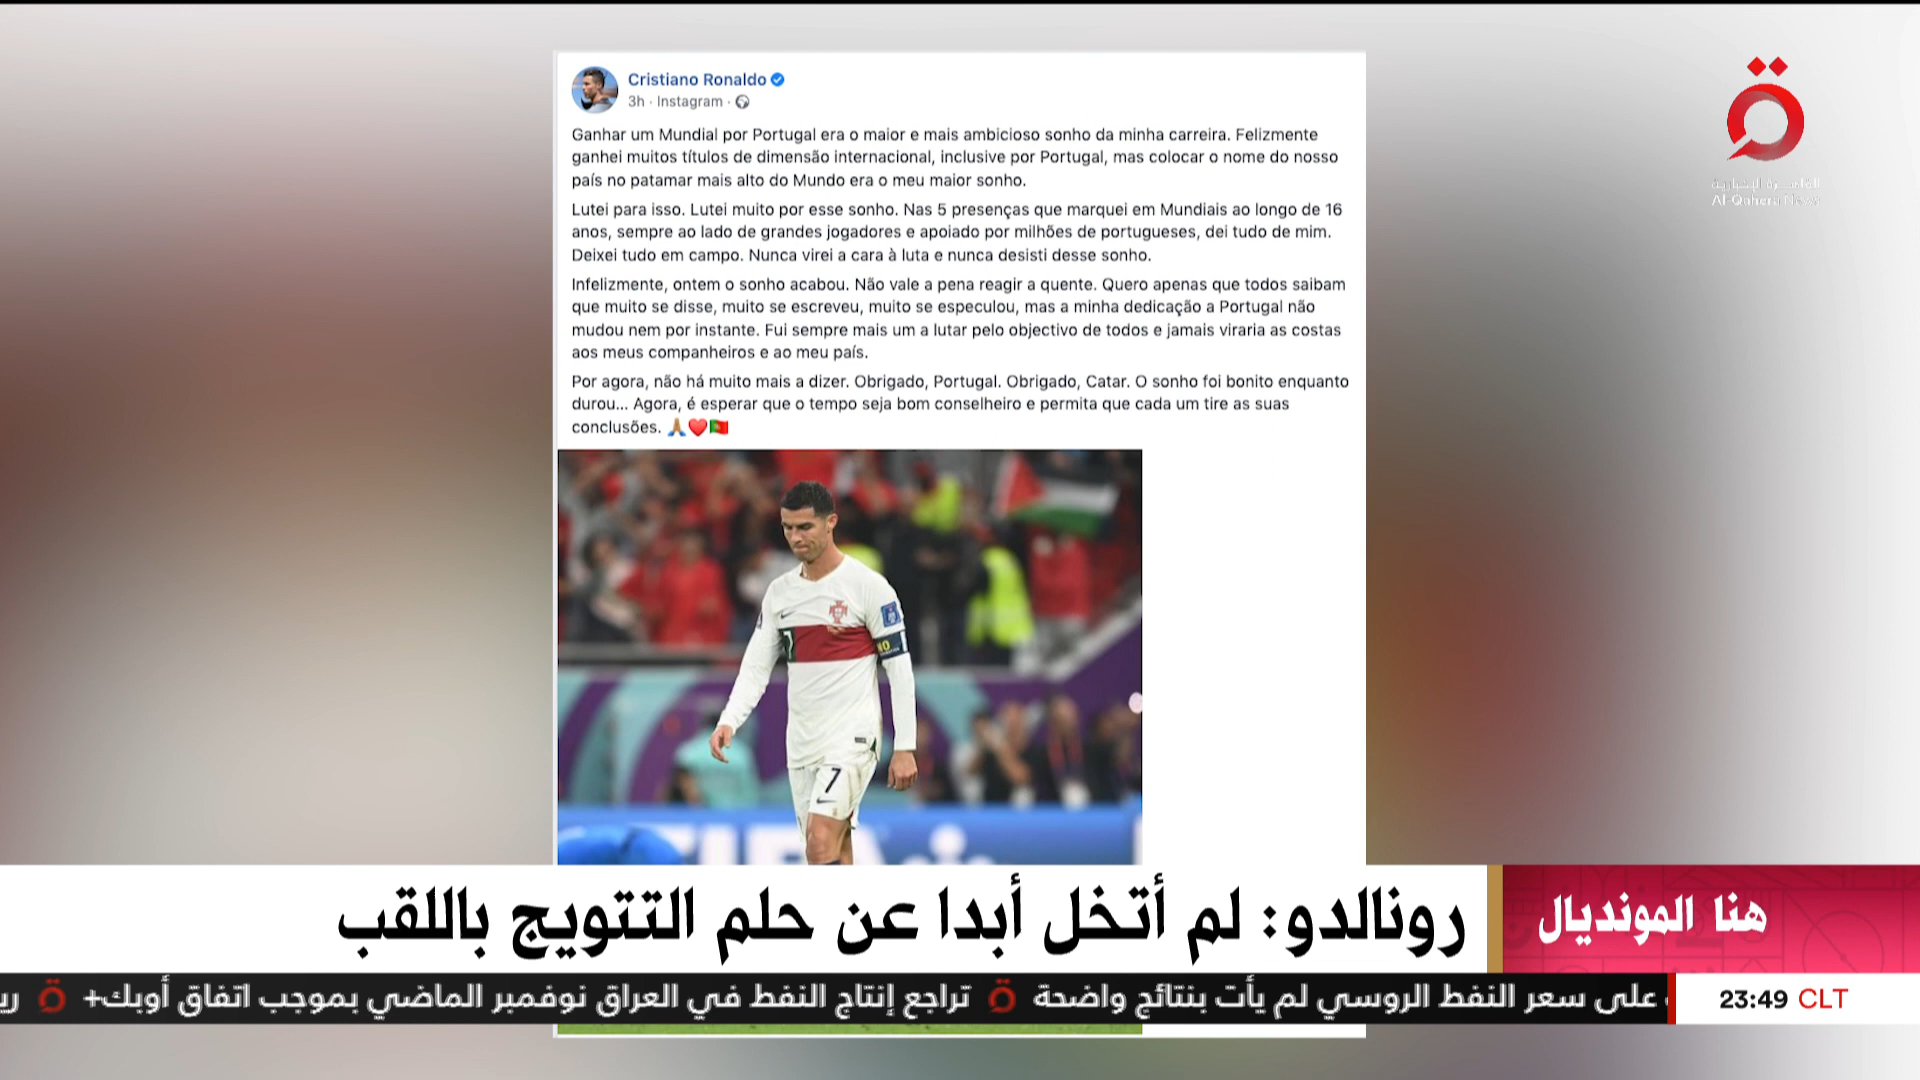 Cristiano Ronaldo
3h · Instagram ·
Ganhar um Mundial por Portugal era o maior e mais ambicioso sonho da minha carreira. Felizmente
ganhei muitos títulos de dimensão internacional, inclusive por Portugal, mas colocar o nome do nosso
país no patamar mais alto do Mundo era o meu maior sonho.
Lutei para isso. Lutei muito por esse sonho. Nas 5 presenças que marquei em Mundiais ao longo de 16
anos, sempre ao lado de grandes jogadores e apoiado por milhões de portugueses, dei tudo de mim.
Deixei tudo em campo. Nunca virei a cara à luta e nunca desisti desse sonho.
Infelizmente, ontem o sonho acabou. Não vale a pena reagir a quente. Quero apenas que todos saibam
que muito se disse, muito se escreveu, muito se especulou, mas a minha dedicação a Portugal não
mudou nem por instante. Fui sempre mais um a lutar pelo objectivo de todos e jamais viraria as costas
aos meus companheiros e ao meu país.
Por agora, não há muito mais a dizer. Obrigado, Portugal. Obrigado, Catar. O sonho foi bonito enquanto
durou... Agora, é esperar que o tempo seja bom conselheiro e permita que cada um tire as suas
conclusões. 🙏❤️🇵🇹
القاهرة الإخبارية
Al-Qahera News
7
7
FIFA
هنا المونديال
رونالدو: لم أتخل أبدا عن حلم التتويج باللقب
على سعر النفط الروسي لم يأت بنتائج واضحة
تراجع إنتاج النفط في العراق نوفمبر الماضي بموجب اتفاق أوبك+
23:49 CLT